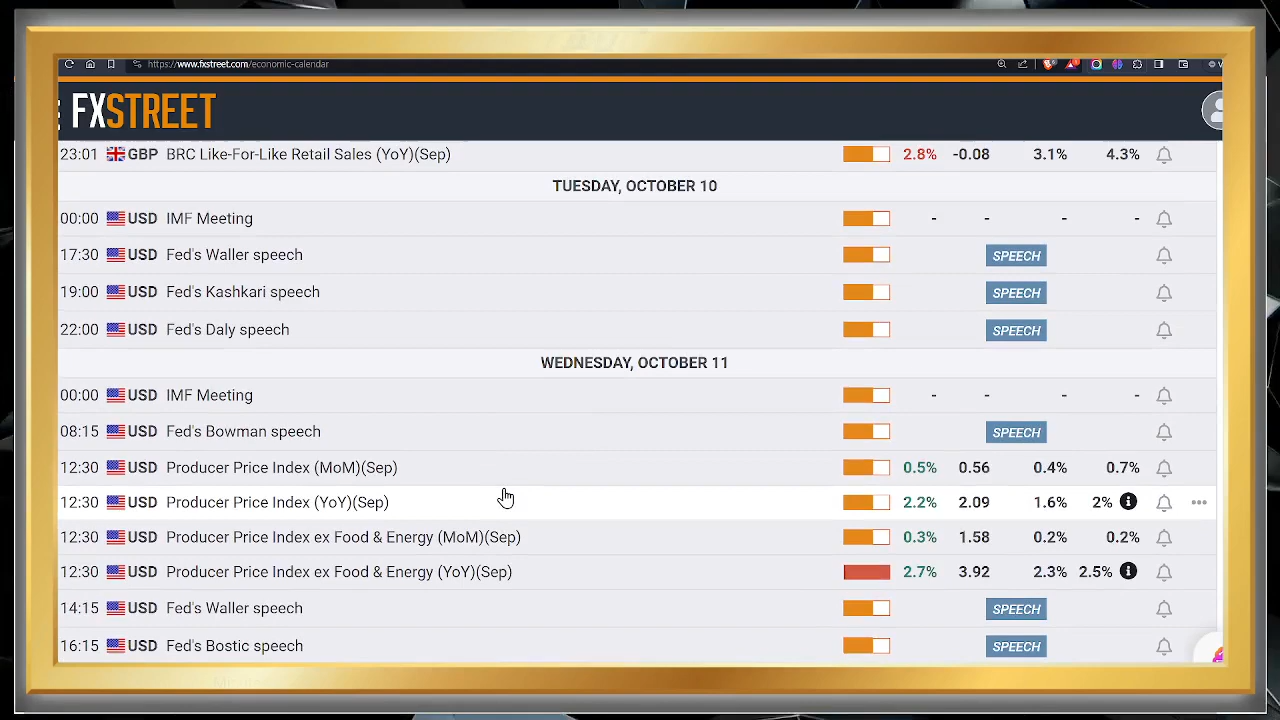 https://www.fxstreet.com/economic-calendar
FXSTREET
23:01 GBP BRC Like-For-Like Retail Sales (YoY)(Sep) 2.8% -0.08 3.1% 4.3%
TUESDAY, OCTOBER 10
00:00 USD IMF Meeting - - - -
17:30 USD Fed's Waller speech SPEECH
19:00 USD Fed's Kashkari speech SPEECH
22:00 USD Fed's Daly speech SPEECH
WEDNESDAY, OCTOBER 11
00:00 USD IMF Meeting - - - -
08:15 USD Fed's Bowman speech SPEECH
12:30 USD Producer Price Index (MoM)(Sep) 0.5% 0.56 0.4% 0.7%
12:30 USD Producer Price Index (YoY)(Sep) 2.2% 2.09 1.6% 2%
12:30 USD Producer Price Index ex Food & Energy (MoM)(Sep) 0.3% 1.58 0.2% 0.2%
12:30 USD Producer Price Index ex Food & Energy (YoY)(Sep) 2.7% 3.92 2.3% 2.5%
14:15 USD Fed's Waller speech SPEECH
16:15 USD Fed's Bostic speech SPEECH